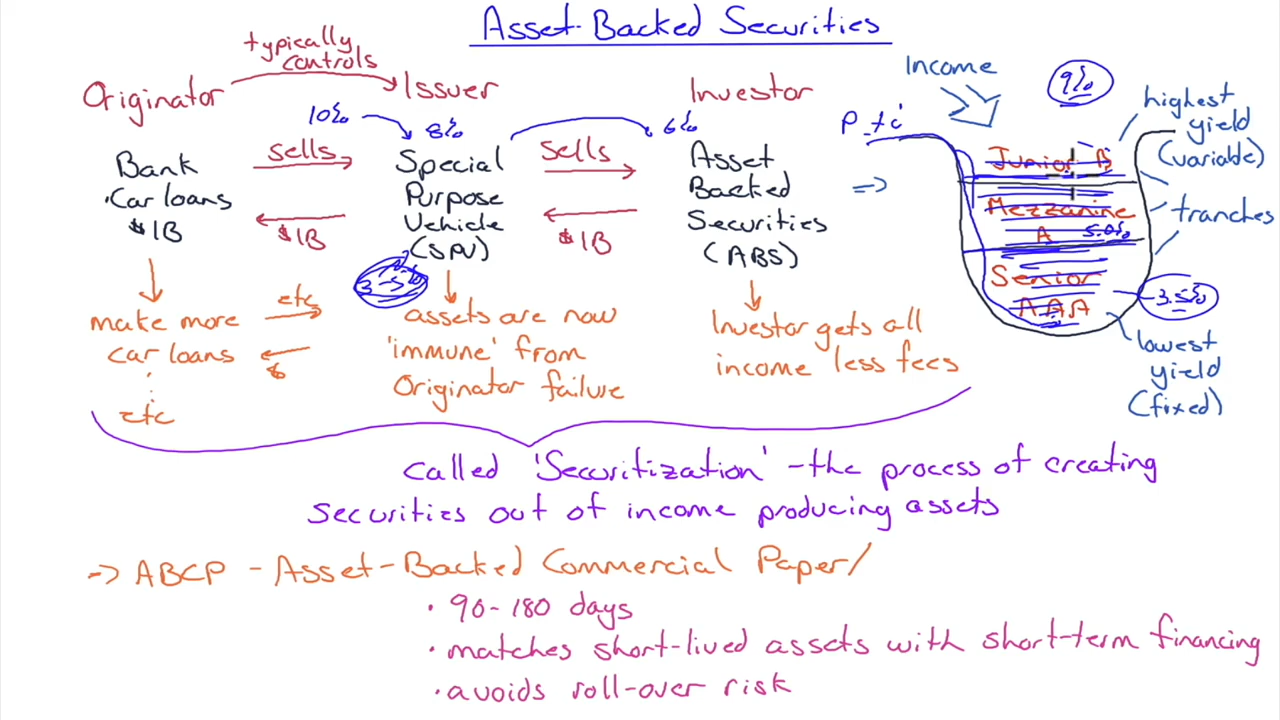 Asset-Backed Securities
typically
controls
Originator
Issuer
Investor
10%
8%
6%
Bank
Car loans
$1B
sells
$1B
Special
Purpose
Vehicle
(SPV)
3-5%
sells
$1B
Asset
Backed
Securities
(ABS)
make more
car loans
etc
etc
$
assets are now
'immune' from
Originator failure
Investor gets all
income less fees
Income
9%
P + i
Junior B
Mezzanine
A 5.0%
Senior
AAA
highest
yield
(variable)
tranches
3.5%
lowest
yield
(fixed)
called 'Securitization' - the process of creating
securities out of income producing assets
=> ABCP - Asset-Backed Commercial Paper/
· 90-180 days
· matches short-lived assets with short-term financing
· avoids roll-over risk